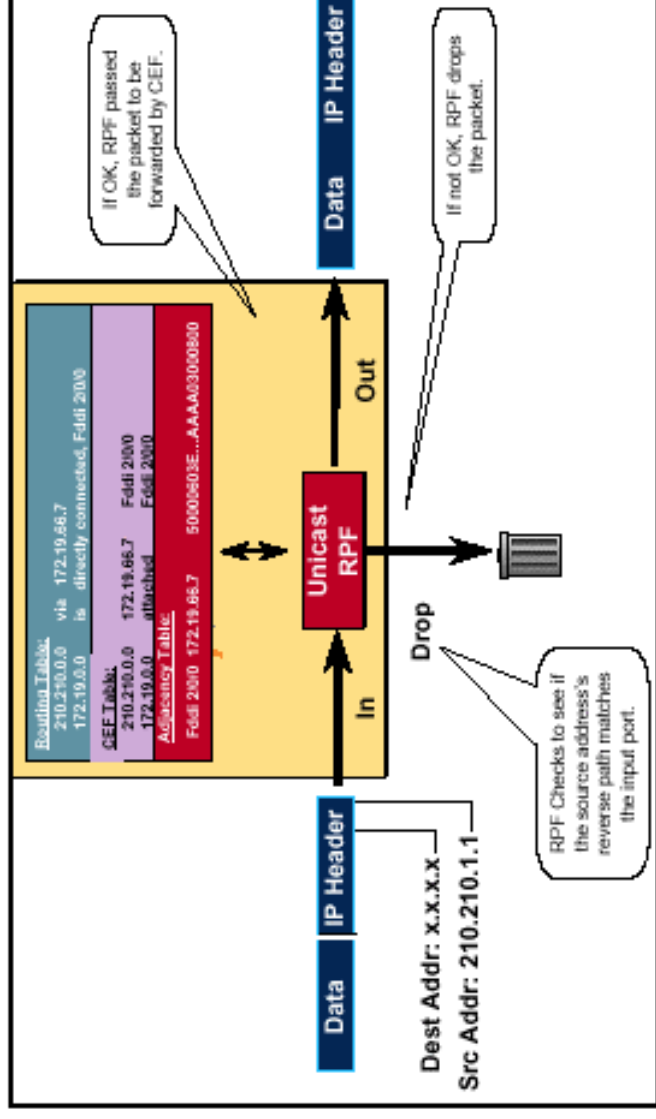 Routing Table:
210.210.0.0 via 172.19.66.7
172.19.0.0 is directly connected, Fddi 2/0/0
CEF Table:
210.210.0.0 172.19.66.7 Fddi 2/0/0
172.19.0.0 attached Fddi 2/0/0
Adjacency Table:
Fddi 2/0/0 172.19.66.7 50000603E...AAAA03000800
If OK, RPF passed
the packet to be
forwarded by CEF.
Data IP Header
In
Unicast
RPF
Out
Data IP Header
Dest Addr: x.x.x.x
Src Addr: 210.210.1.1
Drop
RPF Checks to see if
the source address's
reverse path matches
the input port.
If not OK, RPF drops
the packet.